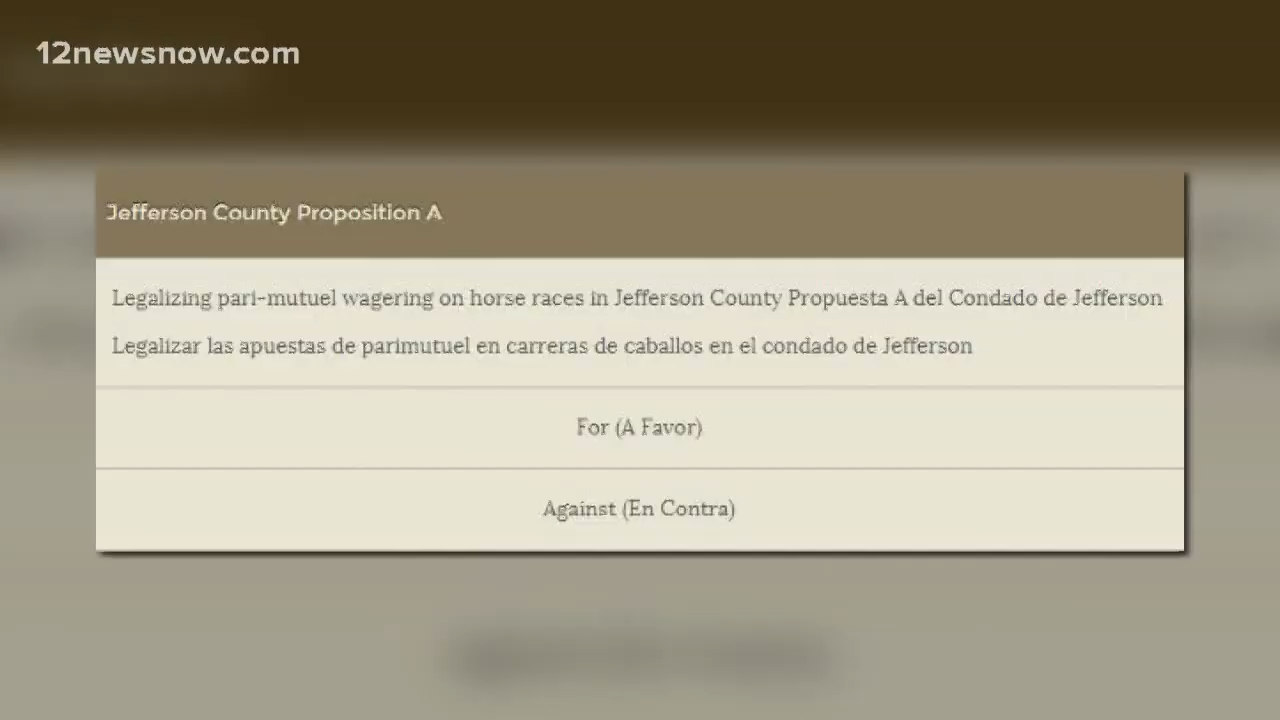 12newsnow.com
Jefferson County Proposition A
Legalizing pari-mutuel wagering on horse races in Jefferson County Propuesta A del Condado de Jefferson
Legalizar las apuestas de parimutuel en carreras de caballos en el condado de Jefferson
For (A Favor)
Against (En Contra)